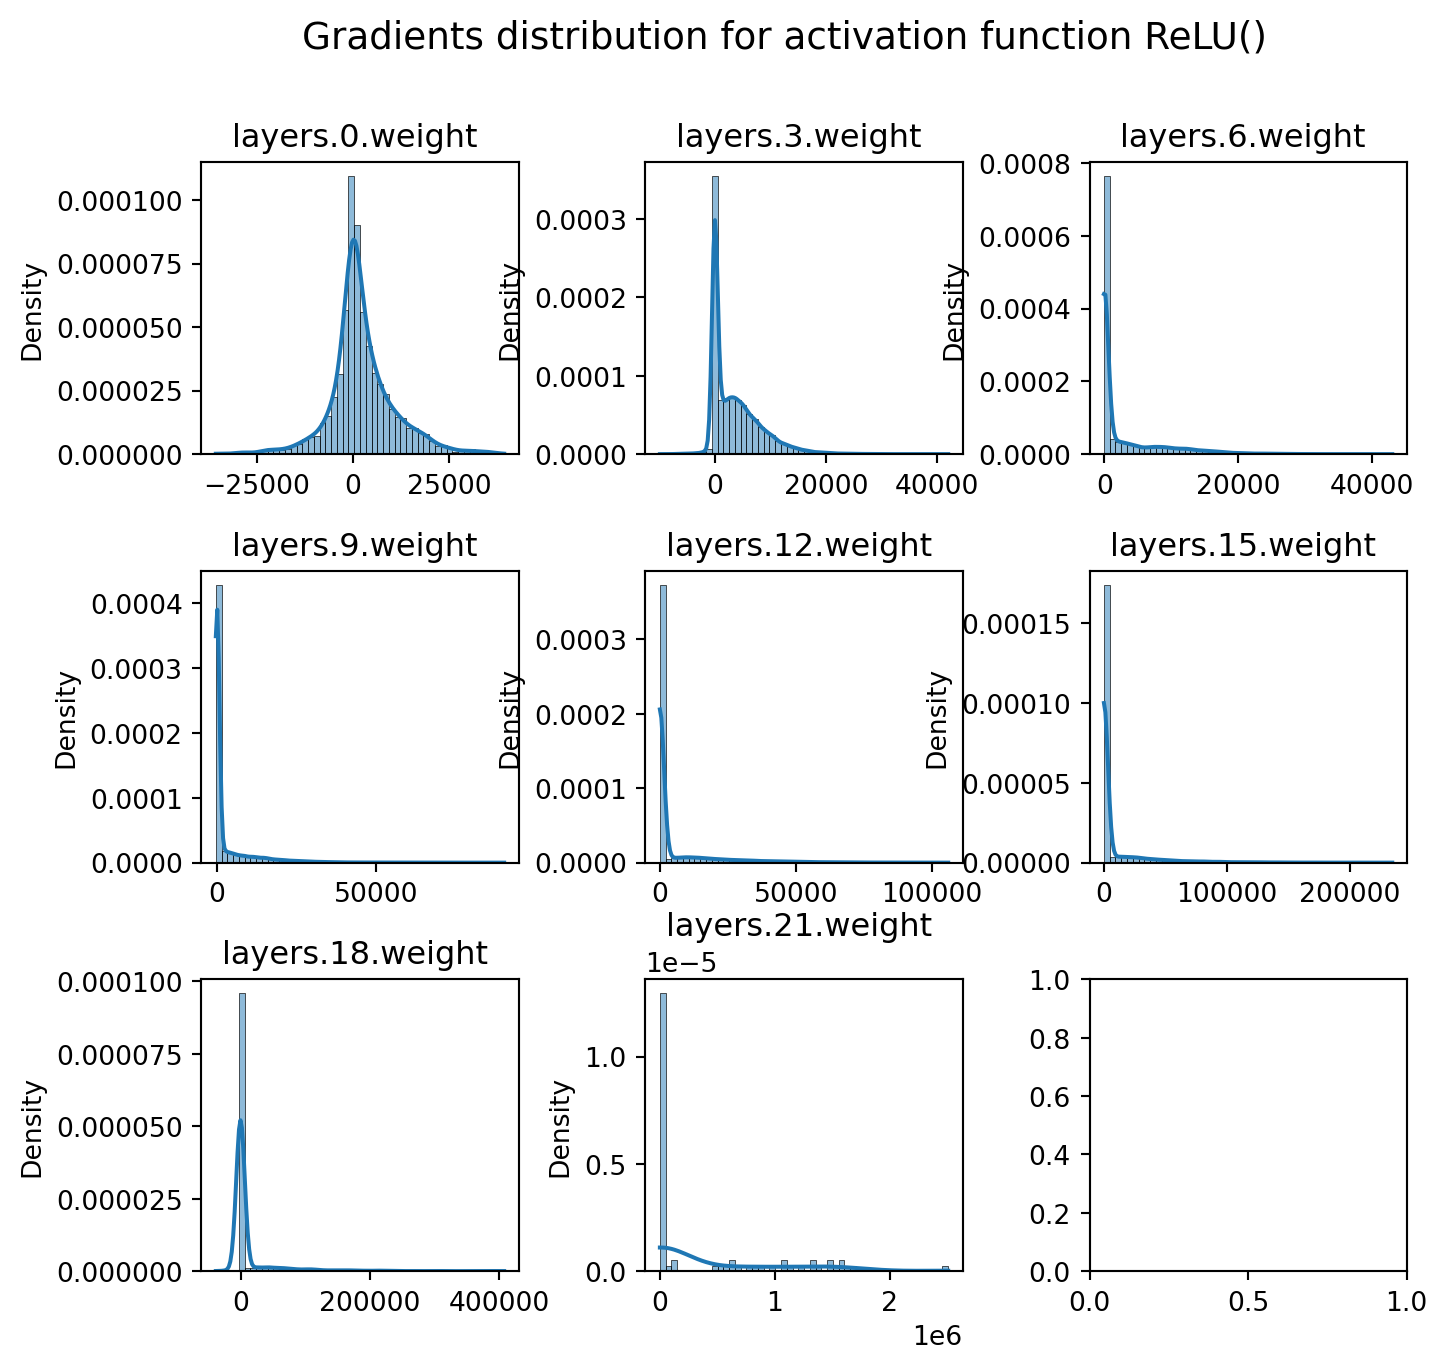 Gradients distribution for activation function ReLU()
layers.0.weight
Density
0.000100
0.000075
0.000050
0.000025
0.000000
−25000 0 25000
layers.3.weight
Density
0.0003
0.0002
0.0001
0.0000
0 20000 40000
layers.6.weight
Density
0.0008
0.0006
0.0004
0.0002
0.0000
0 20000 40000
layers.9.weight
Density
0.0004
0.0003
0.0002
0.0001
0.0000
0 50000
layers.12.weight
Density
0.0003
0.0002
0.0001
0.0000
0 50000 100000
layers.15.weight
Density
0.00015
0.00010
0.00005
0.00000
0 100000 200000
layers.18.weight
Density
0.000100
0.000075
0.000050
0.000025
0.000000
0 200000 400000
layers.21.weight
1e−5
Density
1.0
0.5
0.0
0 1 2
1e6
1.0
0.8
0.6
0.4
0.2
0.0
0.0 0.5 1.0